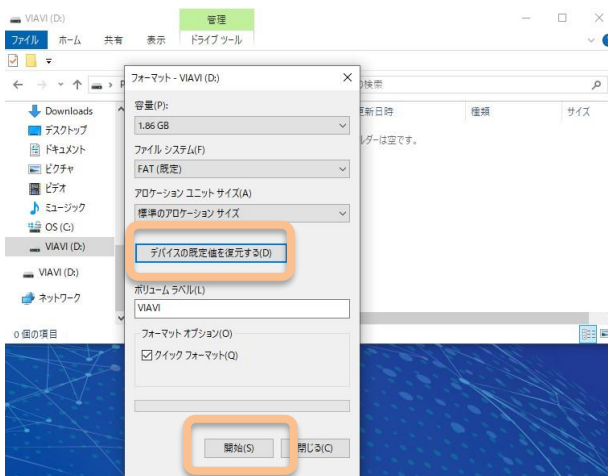 VIAVI (D:)
管理
ファイル ホーム 共有 表示 ドライブ ツール
フォーマット - VIAVI (D:)
の検索
容量(P):
1.86 GB
更新日時 種類 サイズ
ルダーは空です。
ファイル システム(F)
FAT (既定)
アロケーション ユニット サイズ(A)
標準のアロケーション サイズ
デバイスの既定値を復元する(D)
ボリューム ラベル(L)
VIAVI
フォーマット オプション(O)
クイック フォーマット(Q)
開始(S)
閉じる(C)
Downloads
デスクトップ
ドキュメント
ピクチャ
ビデオ
ミュージック
OS (C:)
VIAVI (D:)
VIAVI (D:)
ネットワーク
0 個の項目